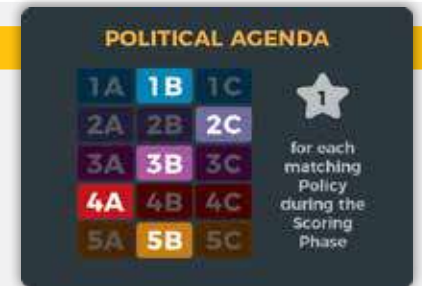 POLITICAL AGENDA
1A 1B 1C
2A 2B 2C
3A 3B 3C
4A 4B 4C
5A 5B 5C
1
for each
matching
Policy
during the
Scoring
Phase